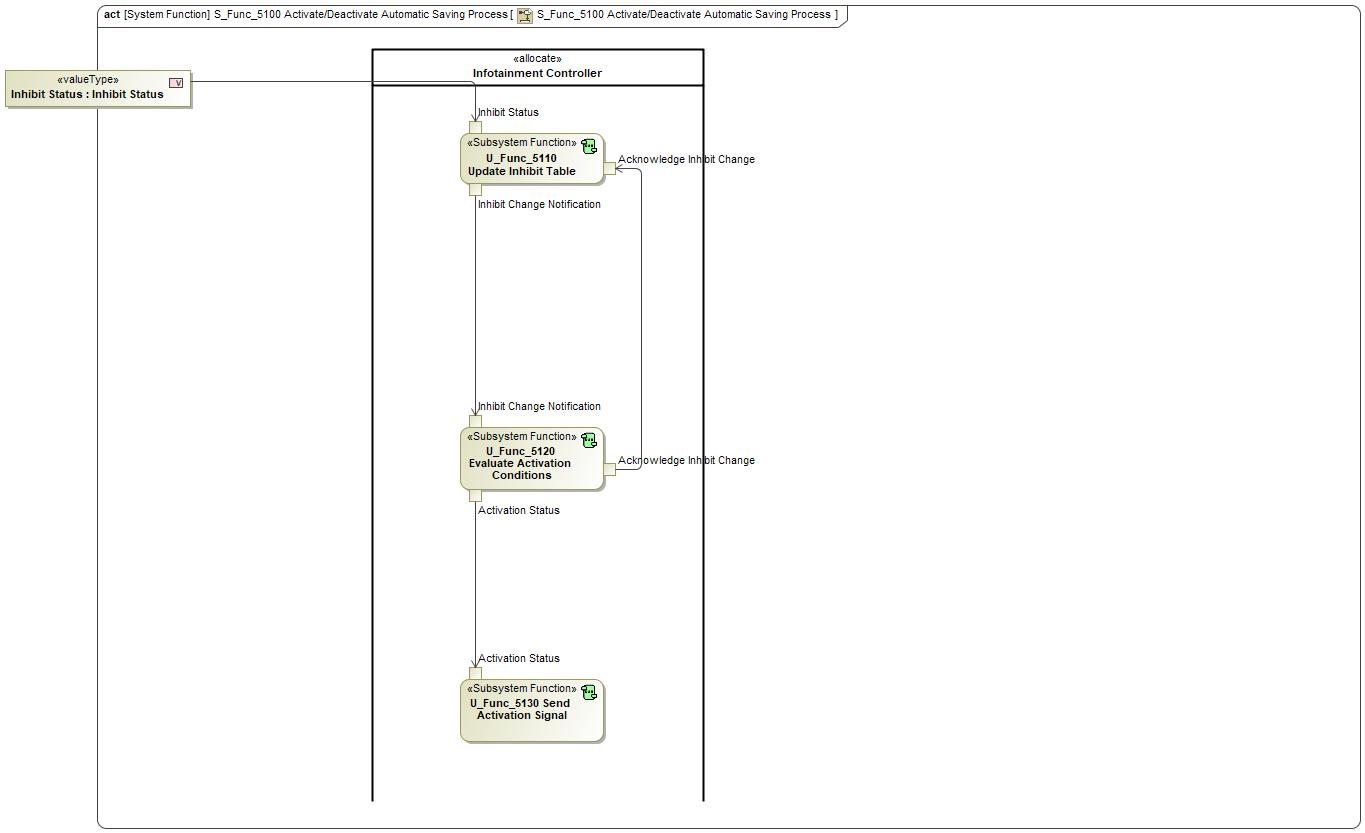 act [System Function] S_Func_5100 Activate/Deactivate Automatic Saving Process [ S_Func_5100 Activate/Deactivate Automatic Saving Process ]
«allocate»
Infotainment Controller
«valueType»
Inhibit Status : Inhibit Status
V
Inhibit Status
«Subsystem Function»
U_Func_5110
Update Inhibit Table
Acknowledge Inhibit Change
Inhibit Change Notification
Inhibit Change Notification
«Subsystem Function»
U_Func_5120
Evaluate Activation
Conditions
Acknowledge Inhibit Change
Activation Status
Activation Status
«Subsystem Function»
U_Func_5130 Send
Activation Signal